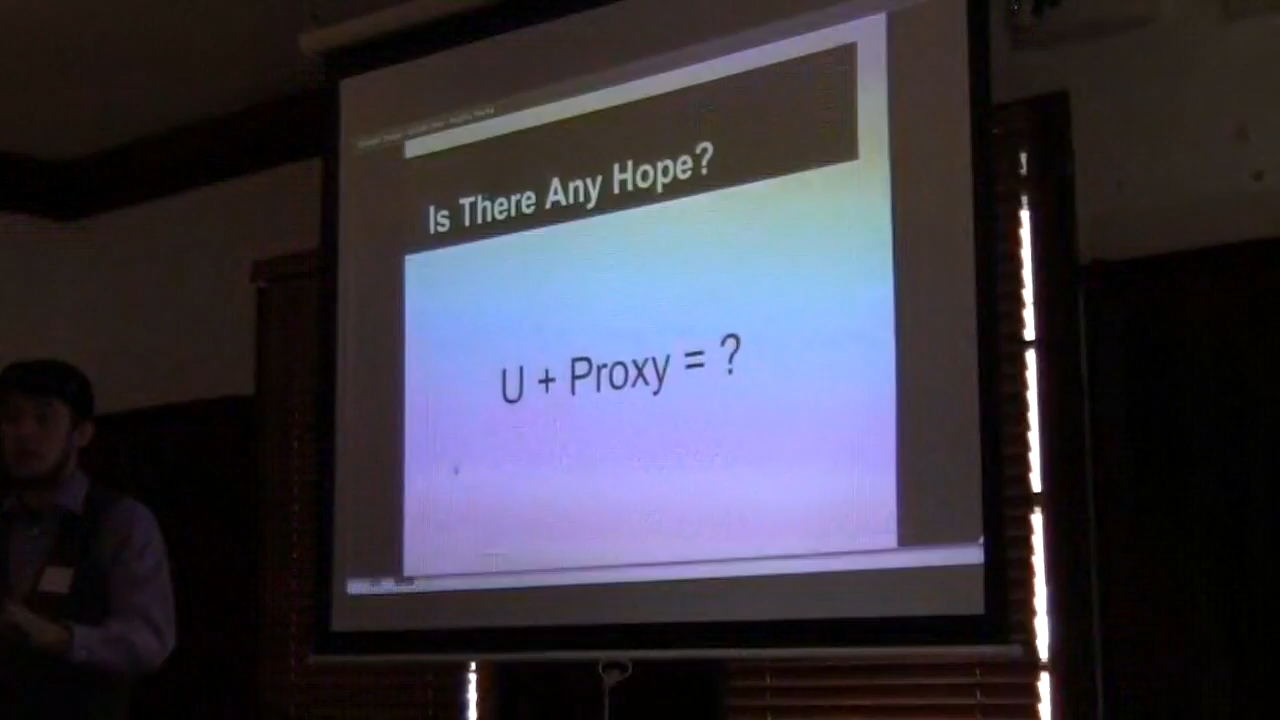 Is There Any Hope?
U + Proxy = ?